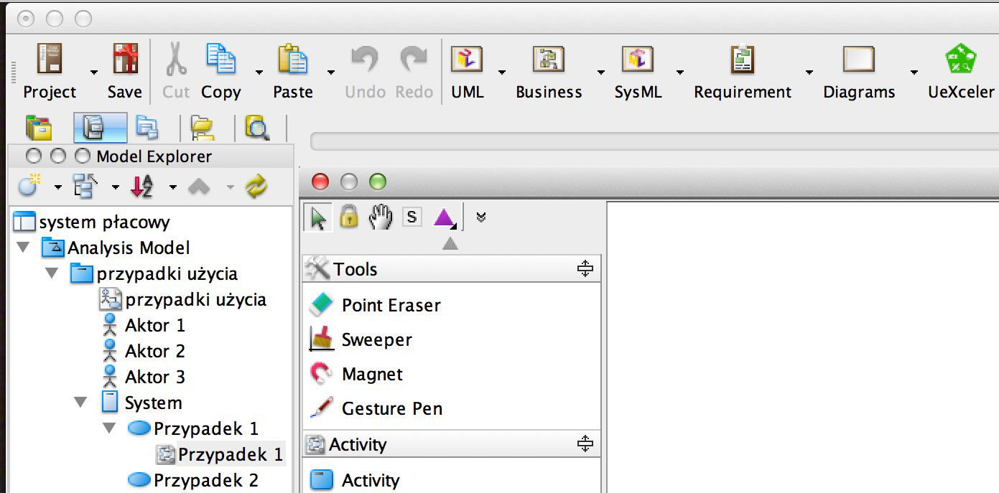 Project Save Cut Copy Paste Undo Redo UML Business SysML Requirement Diagrams UeXceler
Model Explorer
system płacowy
Analysis Model
przypadki użycia
przypadki użycia
Aktor 1
Aktor 2
Aktor 3
System
Przypadek 1
Przypadek 1
Przypadek 2
S
Tools
Point Eraser
Sweeper
Magnet
Gesture Pen
Activity
Activity